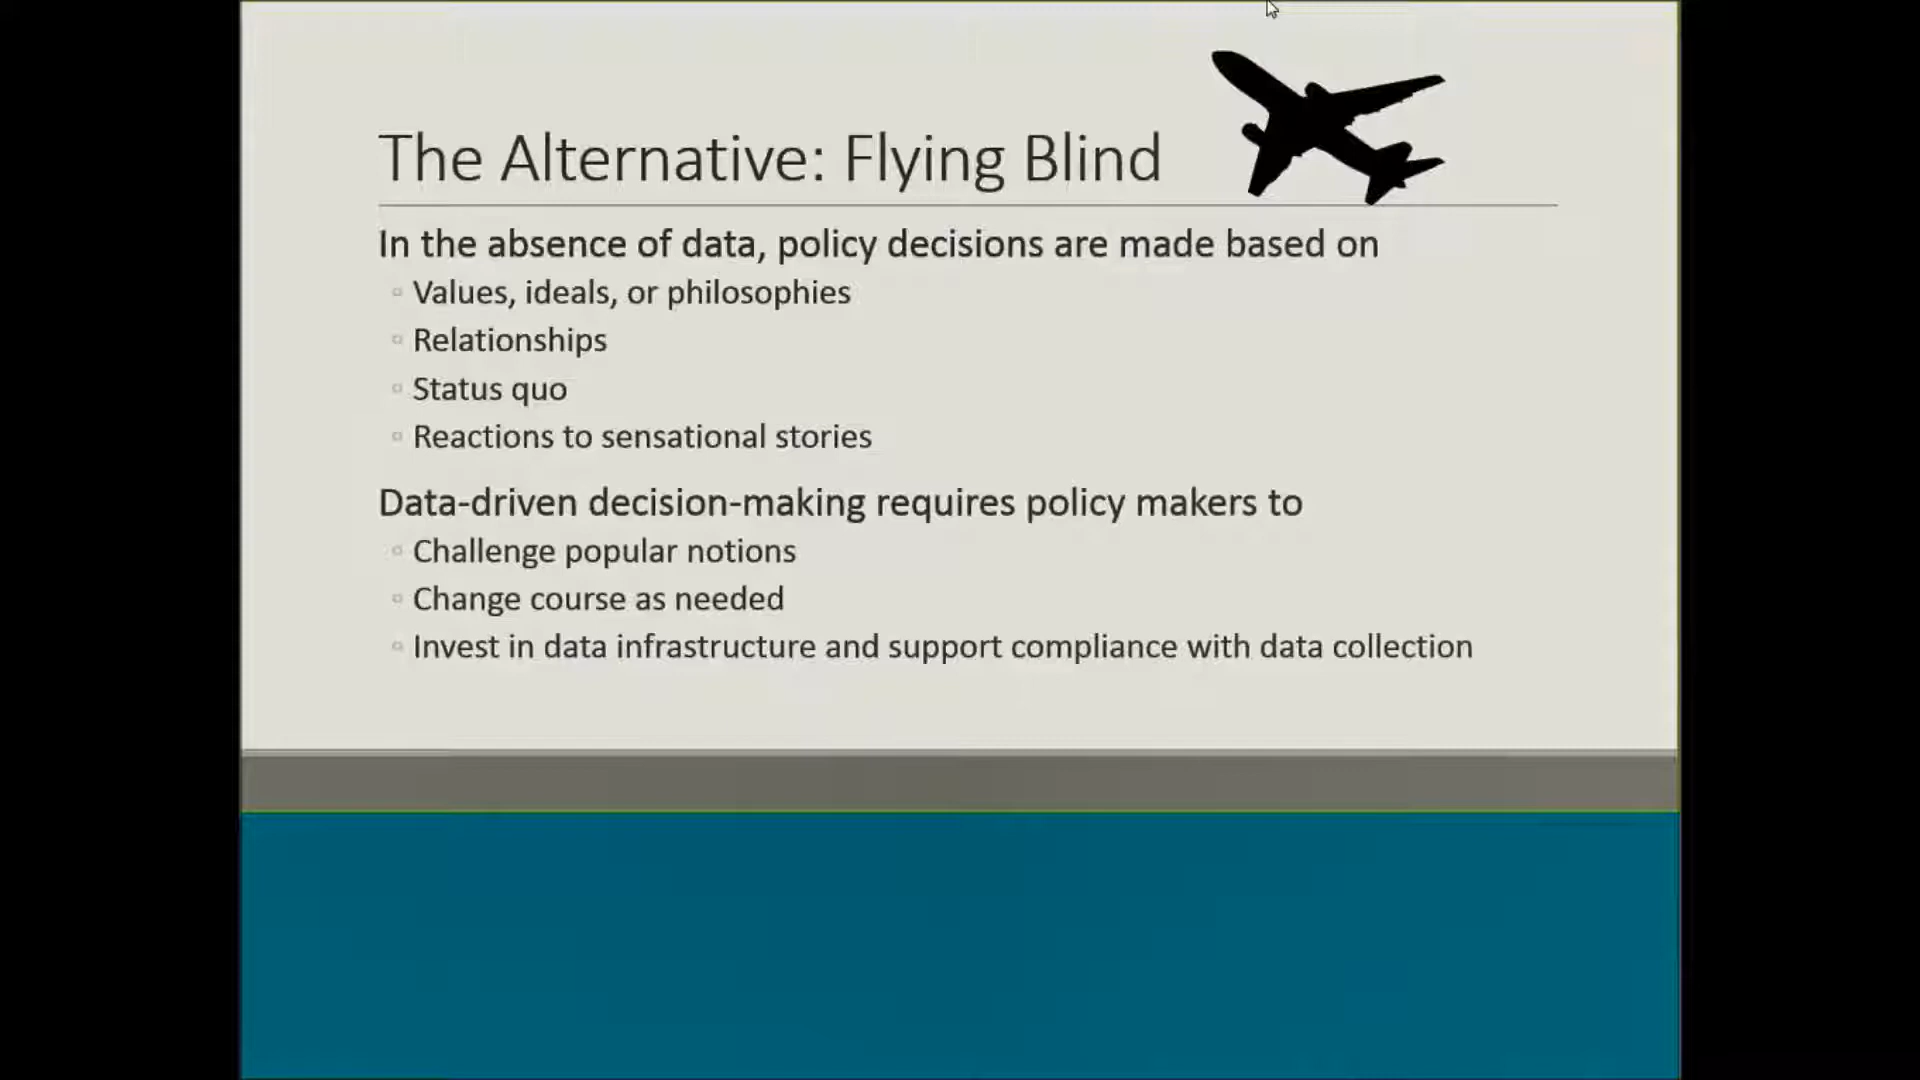 The Alternative: Flying Blind
In the absence of data, policy decisions are made based on
Values, ideals, or philosophies
Relationships
Status quo
Reactions to sensational stories
Data-driven decision-making requires policy makers to
Challenge popular notions
Change course as needed
Invest in data infrastructure and support compliance with data collection